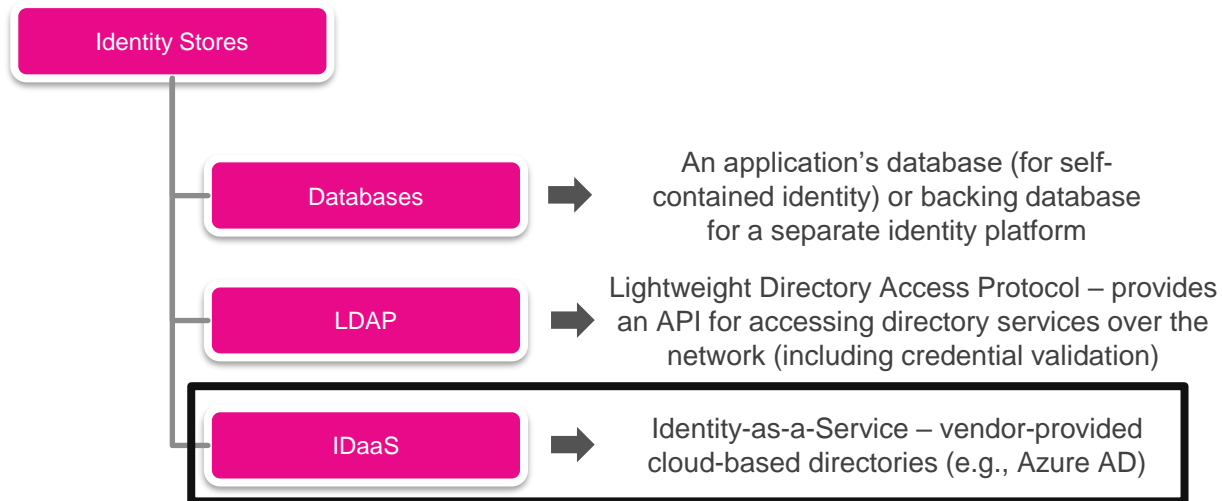 Identity Stores
Databases
An application’s database (for self-
contained identity) or backing database
for a separate identity platform
LDAP
Lightweight Directory Access Protocol – provides
an API for accessing directory services over the
network (including credential validation)
IDaaS
Identity-as-a-Service – vendor-provided
cloud-based directories (e.g., Azure AD)